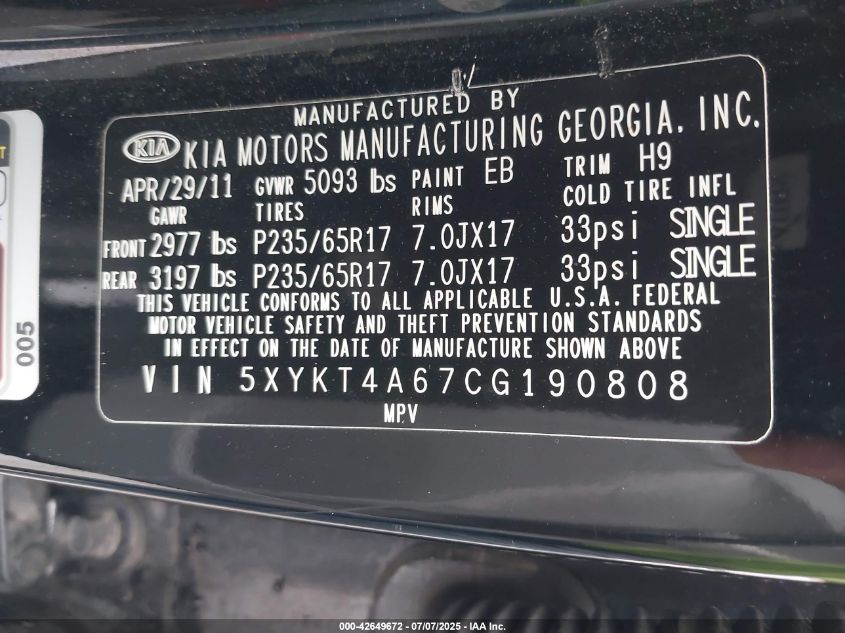 MANUFACTURED BY
KIA KIA MOTORS MANUFACTURING GEORGIA, INC.
APR/29/11 GVWR 5093 lbs PAINT EB TRIM H9
GAWR TIRES RIMS COLD TIRE INFL
FRONT 2977 lbs P235/65R17 7.0JX17 33psi SINGLE
REAR 3197 lbs P235/65R17 7.0JX17 33psi SINGLE
THIS VEHICLE CONFORMS TO ALL APPLICABLE U.S.A. FEDERAL
MOTOR VEHICLE SAFETY AND THEFT PREVENTION STANDARDS
IN EFFECT ON THE DATE OF MANUFACTURE SHOWN ABOVE
VIN 5XYKT4A67CG190808
MPV
005
000-42649672 / 07/07/2025 - IAA Inc.